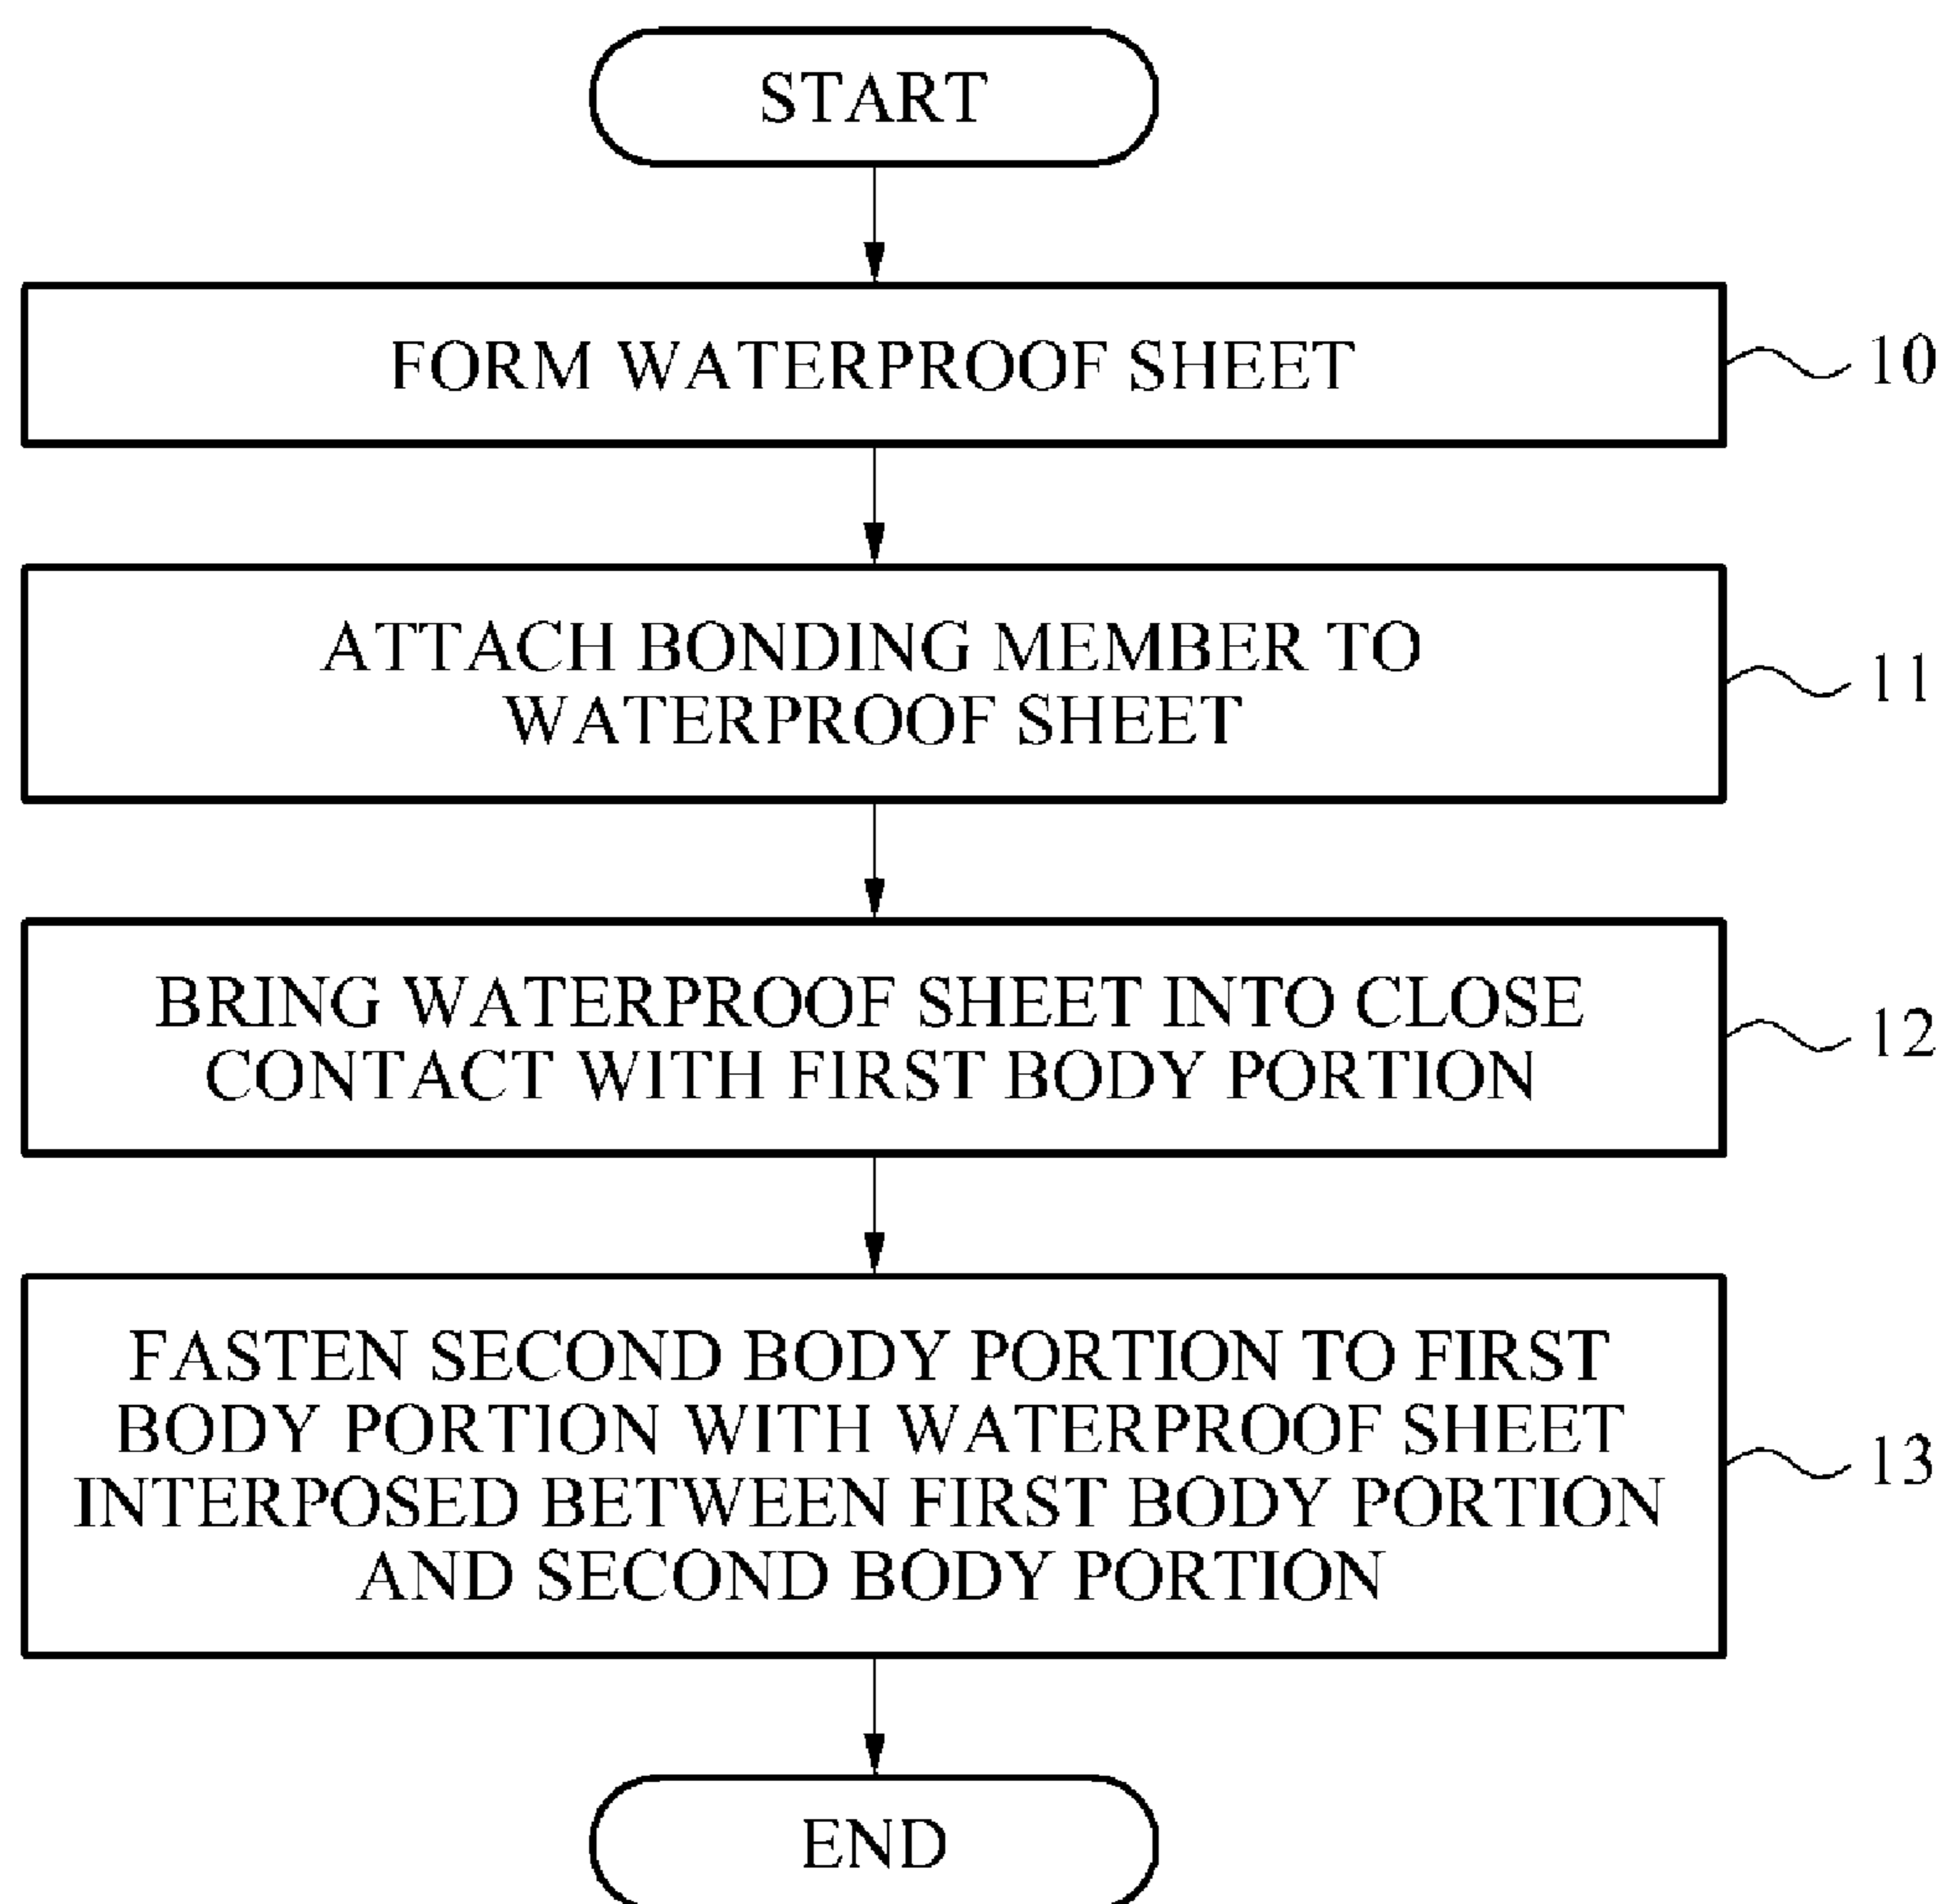 START
FORM WATERPROOF SHEET
10
ATTACH BONDING MEMBER TO
WATERPROOF SHEET
11
BRING WATERPROOF SHEET INTO CLOSE
CONTACT WITH FIRST BODY PORTION
12
FASTEN SECOND BODY PORTION TO FIRST
BODY PORTION WITH WATERPROOF SHEET
INTERPOSED BETWEEN FIRST BODY PORTION
AND SECOND BODY PORTION
13
END